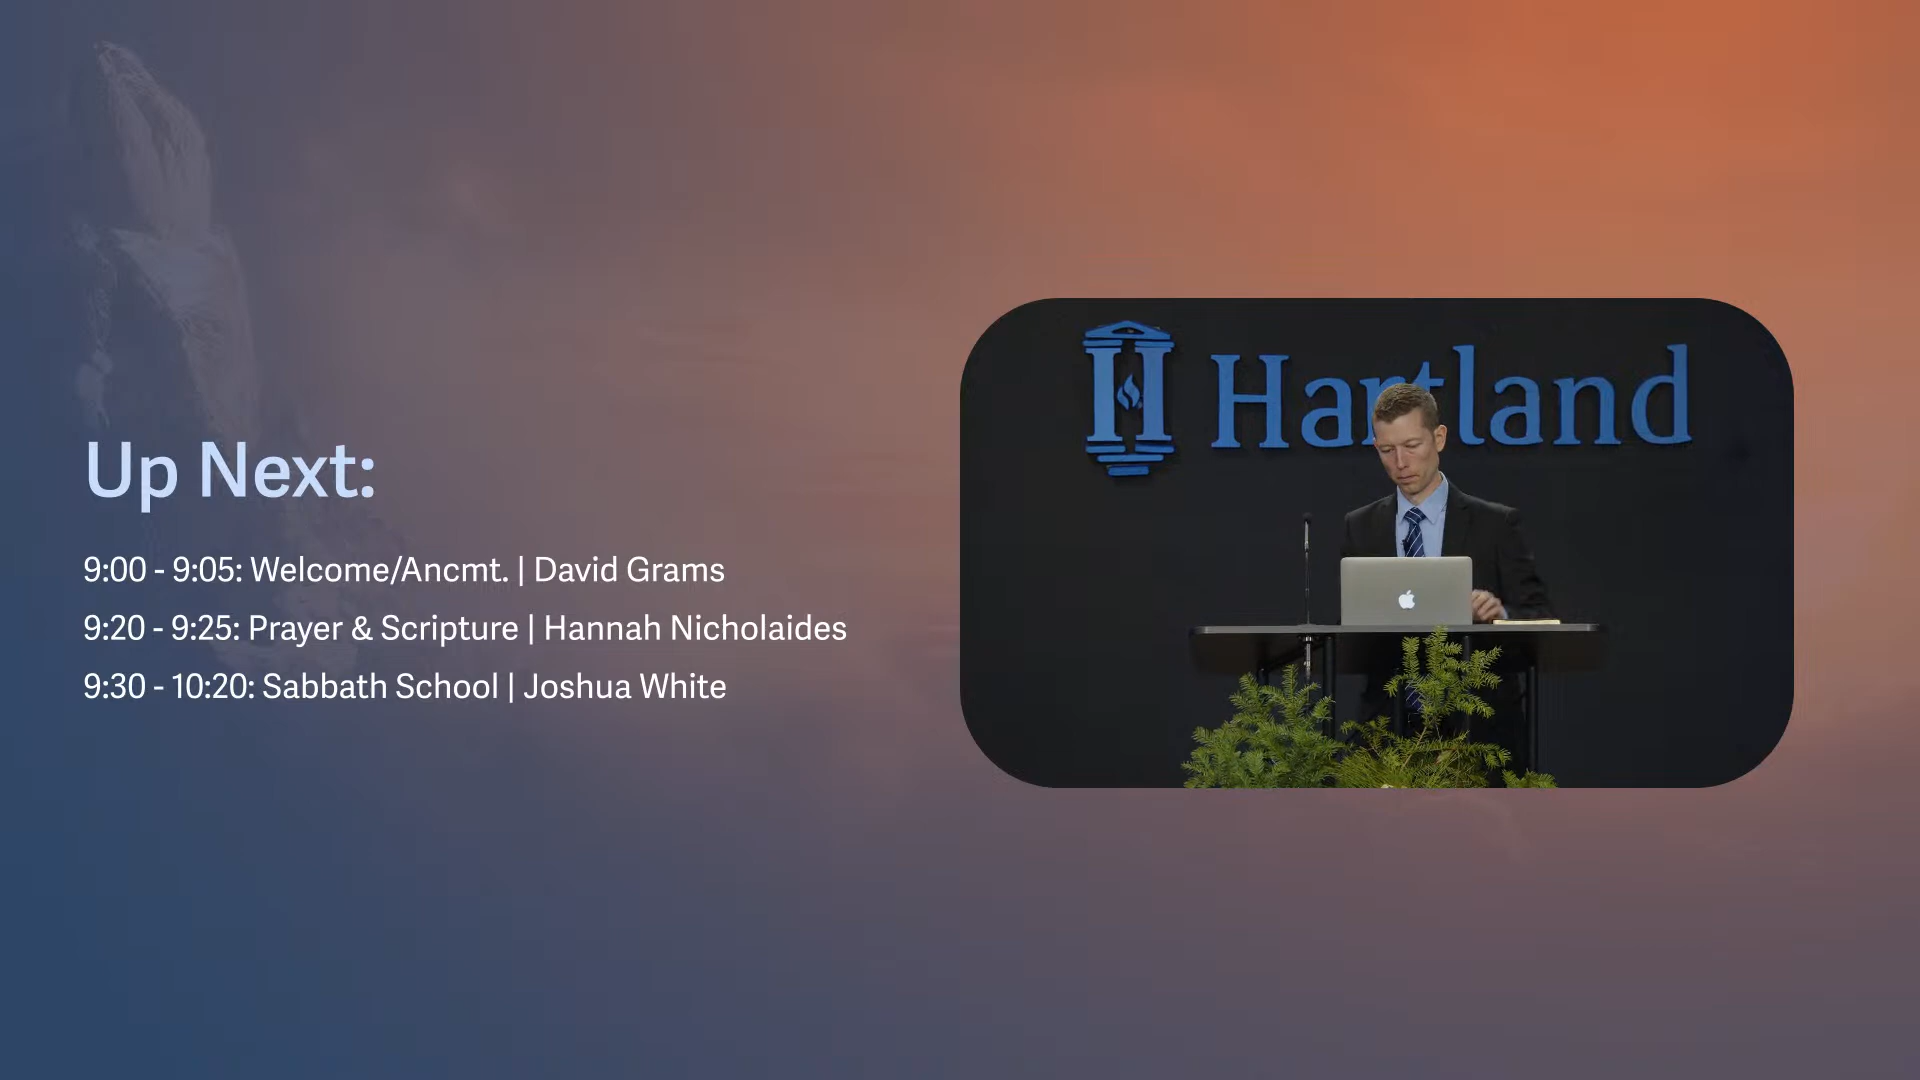 Up Next:
9:00 - 9:05: Welcome/Ancmt. | David Grams
9:20 - 9:25: Prayer & Scripture | Hannah Nicholaides
9:30 - 10:20: Sabbath School | Joshua White
Hartland